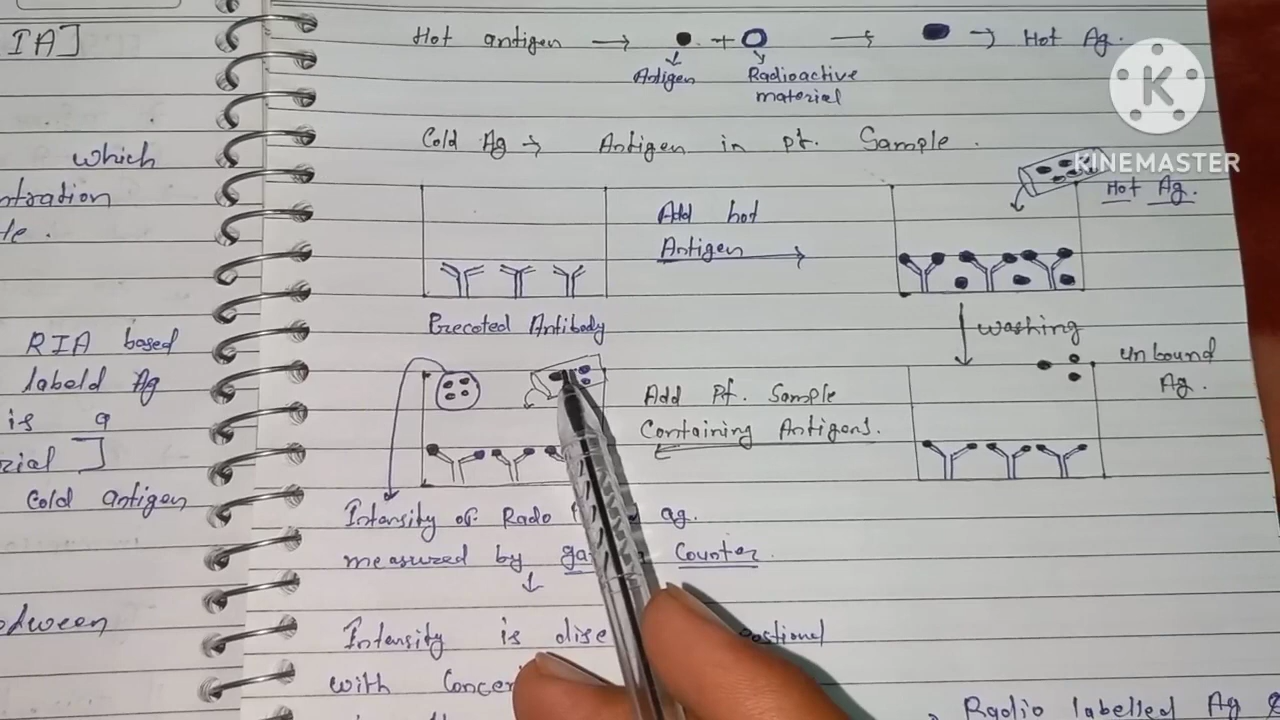 IA]
which
ntration
le.
RIA based
labeld Ag
is a
rial]
Cold antigen
Hot antigen → + → → Hot Ag.
Antigen Radioactive
material
Cold Ag → Antigen in pt. Sample.
Add hot
Antigen
Hot Ag.
Precoted Antibody
washing
unbound
Ag.
Add Pt. Sample
Containing Antigens.
Intensity of Rado ag.
measured by Counter.
Intensity is
with
Radio labelled Ag &
K
KINEMASTER